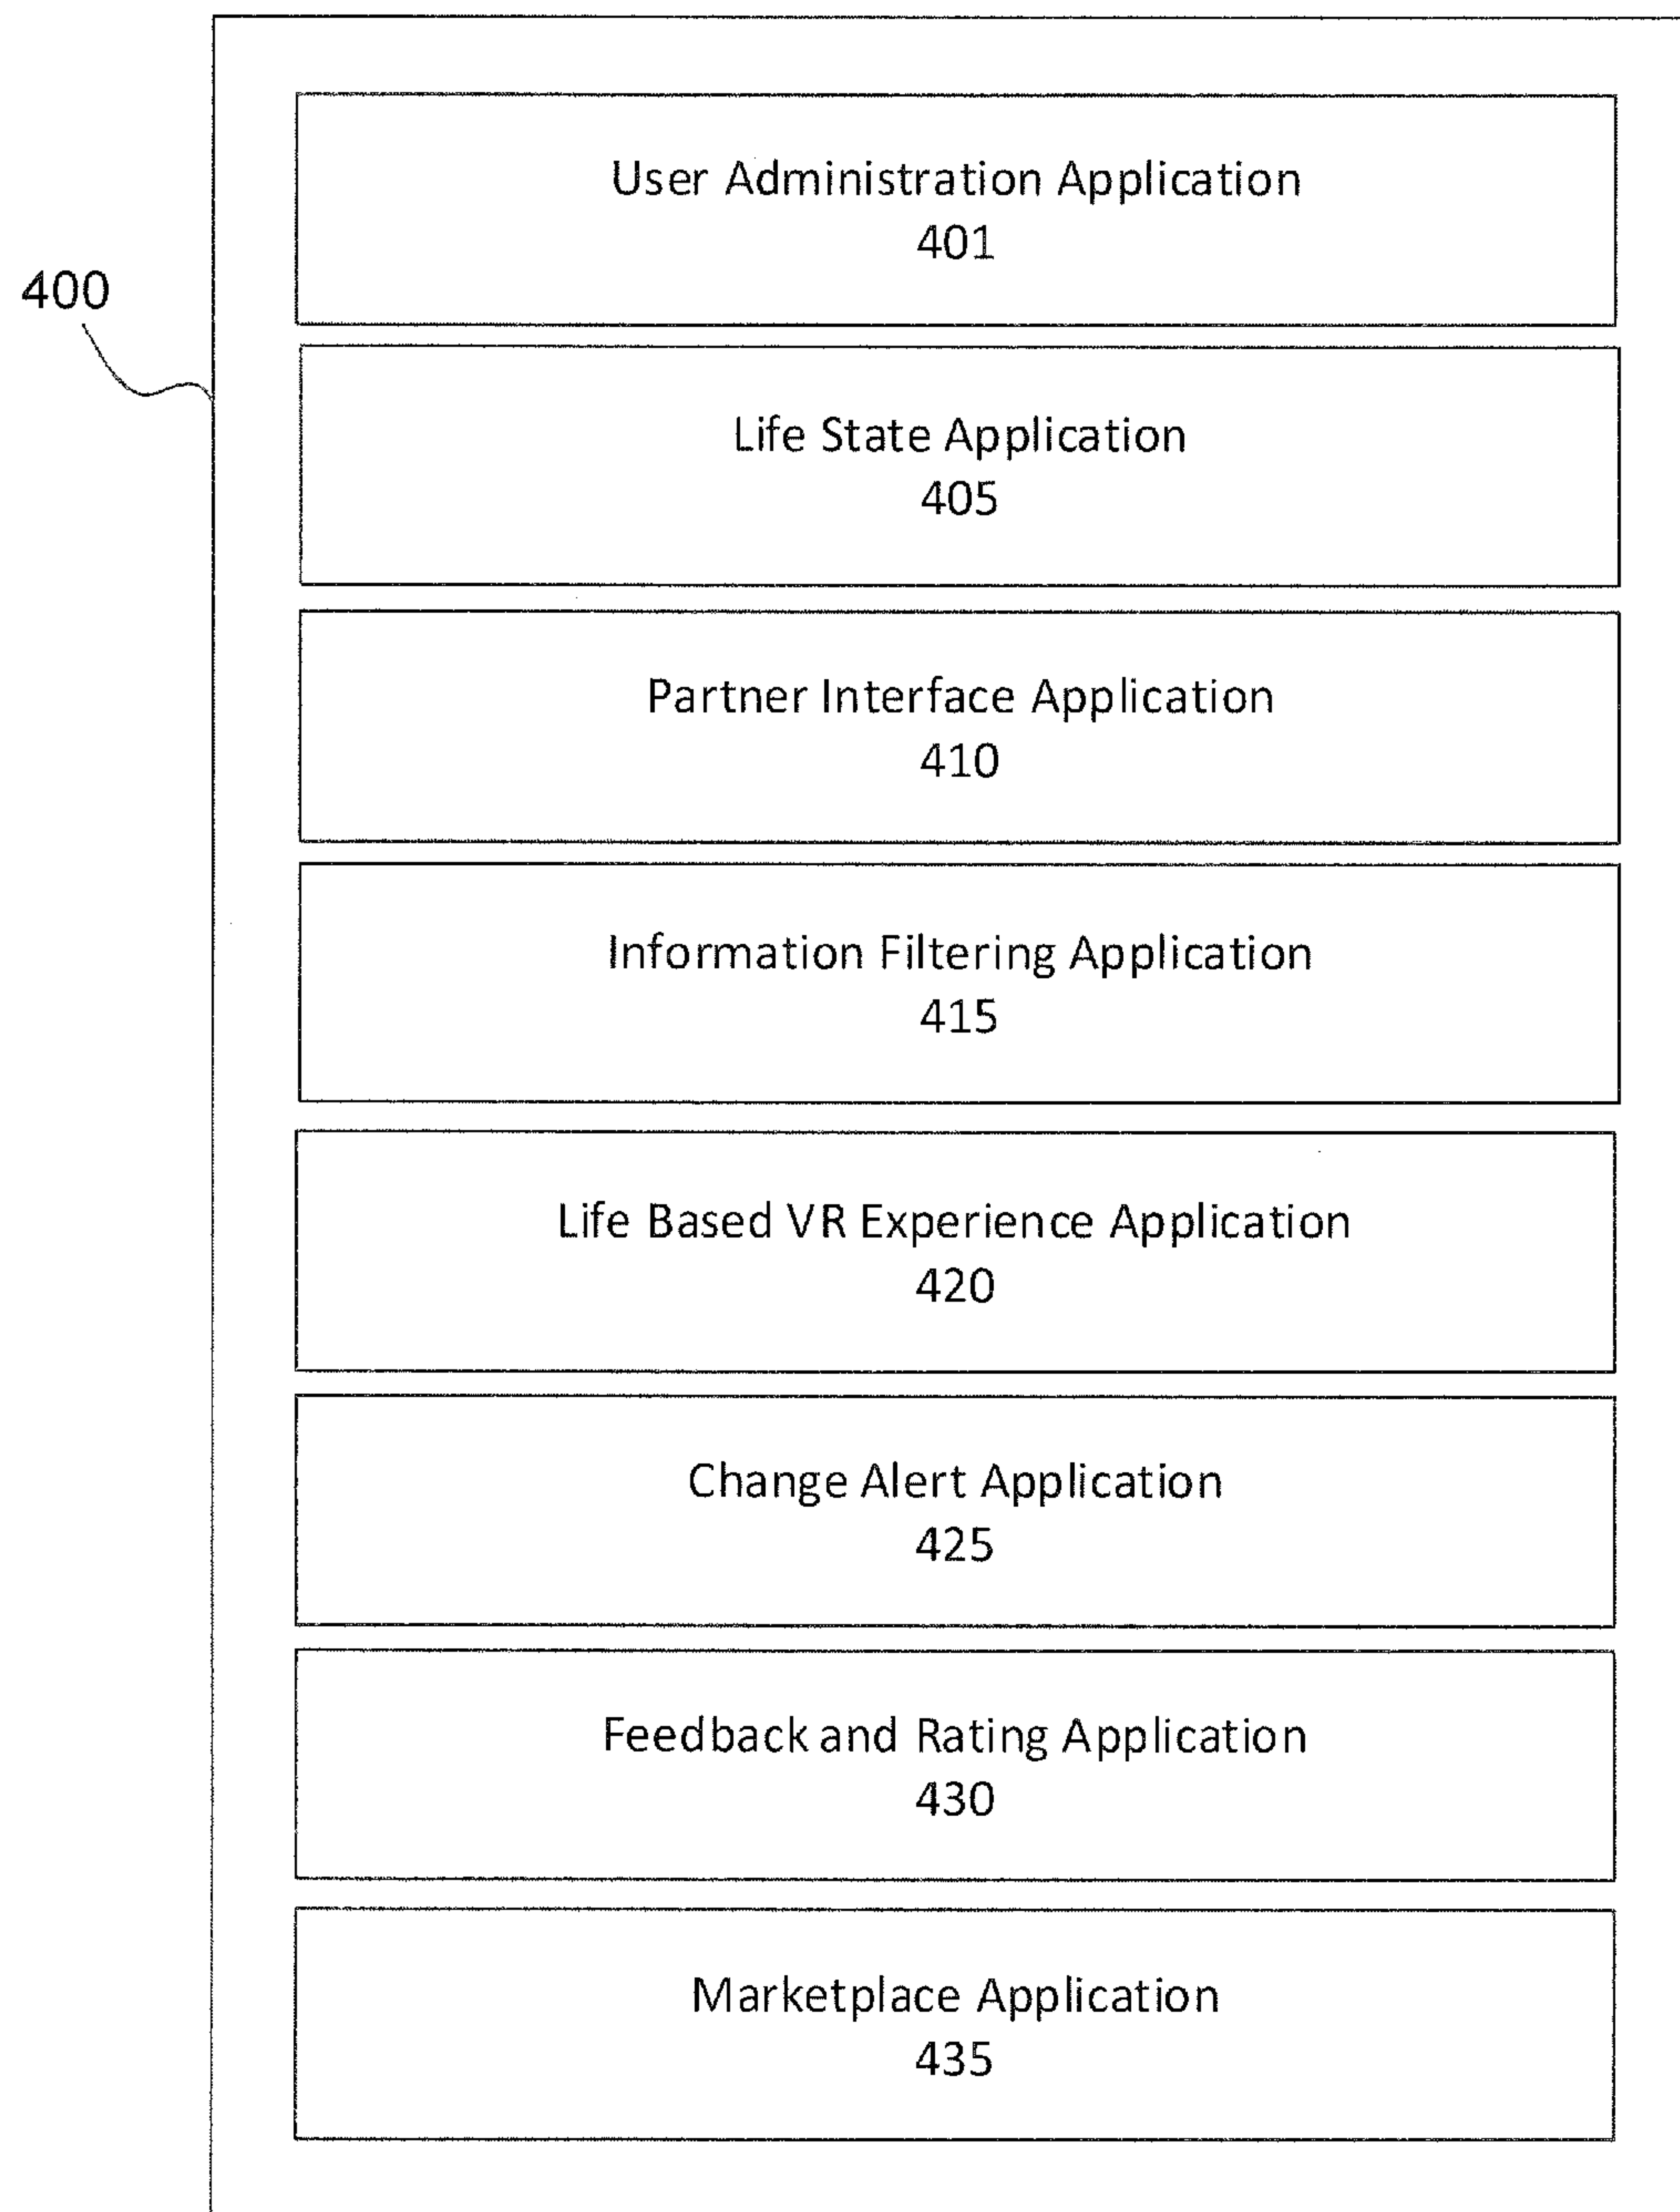 User Administration Application
401
400
Life State Application
405
Partner Interface Application
410
Information Filtering Application
415
Life Based VR Experience Application
420
Change Alert Application
425
Feedback and Rating Application
430
Marketplace Application
435